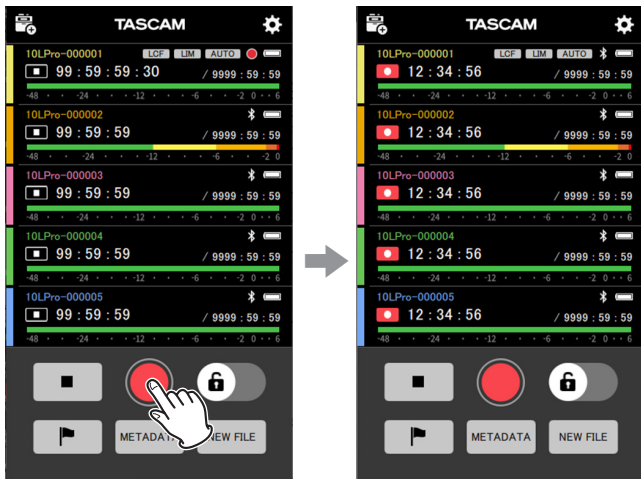 TASCAM
10LPro-000001 LCF LIM AUTO
99 : 59 : 59 : 30 / 9999 : 59 : 59
-48 · · -24 · · · -12 · · · · -6 · · · -2 0 · · 6
10LPro-000002
99 : 59 : 59 / 9999 : 59 : 59
-48 · · -24 · · · · -12 · · · · -6 · · · -2 0
10LPro-000003
99 : 59 : 59 / 9999 : 59 : 59
-48 · · -24 · · · -12 · · · · -6 · · · -2 0 · · 6
10LPro-000004
99 : 59 : 59 / 9999 : 59 : 59
-48 · · -24 · · · -12 · · · · -6 · · · -2 0 · · 6
10LPro-000005
99 : 59 : 59 / 9999 : 59 : 59
-48 · · -24 · · · -12 · · · · -6 · · · -2 0 · · 6
METADATA NEW FILE
TASCAM
10LPro-000001 LCF LIM AUTO
12 : 34 : 56 / 9999 : 59 : 59
-48 · · -24 · · · -12 · · · · -6 · · · -2 0 · · 6
10LPro-000002
12 : 34 : 56 / 9999 : 59 : 59
-48 · · -24 · · · · -12 · · · · -6 · · · -2 0
10LPro-000003
12 : 34 : 56 / 9999 : 59 : 59
-48 · · -24 · · · -12 · · · · -6 · · · -2 0 · · 6
10LPro-000004
12 : 34 : 56 / 9999 : 59 : 59
-48 · · -24 · · · -12 · · · · -6 · · · -2 0 · · 6
10LPro-000005
12 : 34 : 56 / 9999 : 59 : 59
-48 · · -24 · · · -12 · · · · -6 · · · -2 0 · · 6
METADATA NEW FILE